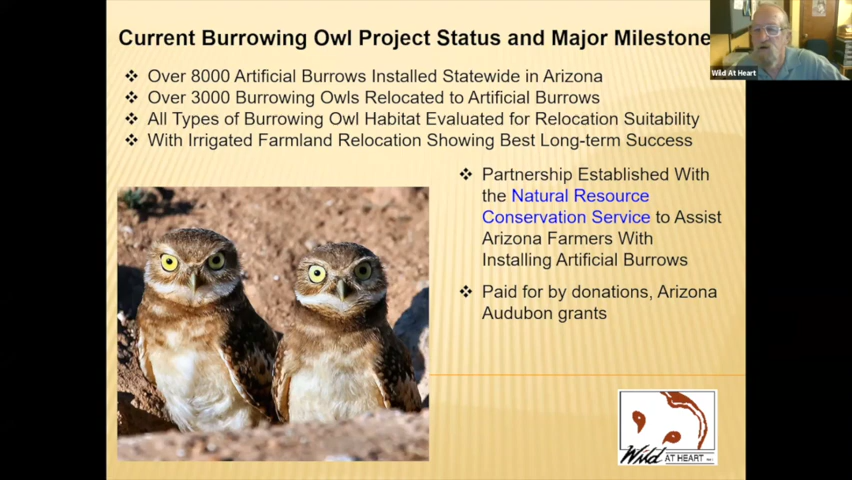 Current Burrowing Owl Project Status and Major Milestone
Wild At Heart
❖ Over 8000 Artificial Burrows Installed Statewide in Arizona
❖ Over 3000 Burrowing Owls Relocated to Artificial Burrows
❖ All Types of Burrowing Owl Habitat Evaluated for Relocation Suitability
❖ With Irrigated Farmland Relocation Showing Best Long-term Success
❖ Partnership Established With
the Natural Resource
Conservation Service to Assist
Arizona Farmers With
Installing Artificial Burrows
❖ Paid for by donations, Arizona
Audubon grants
Wild AT HEART